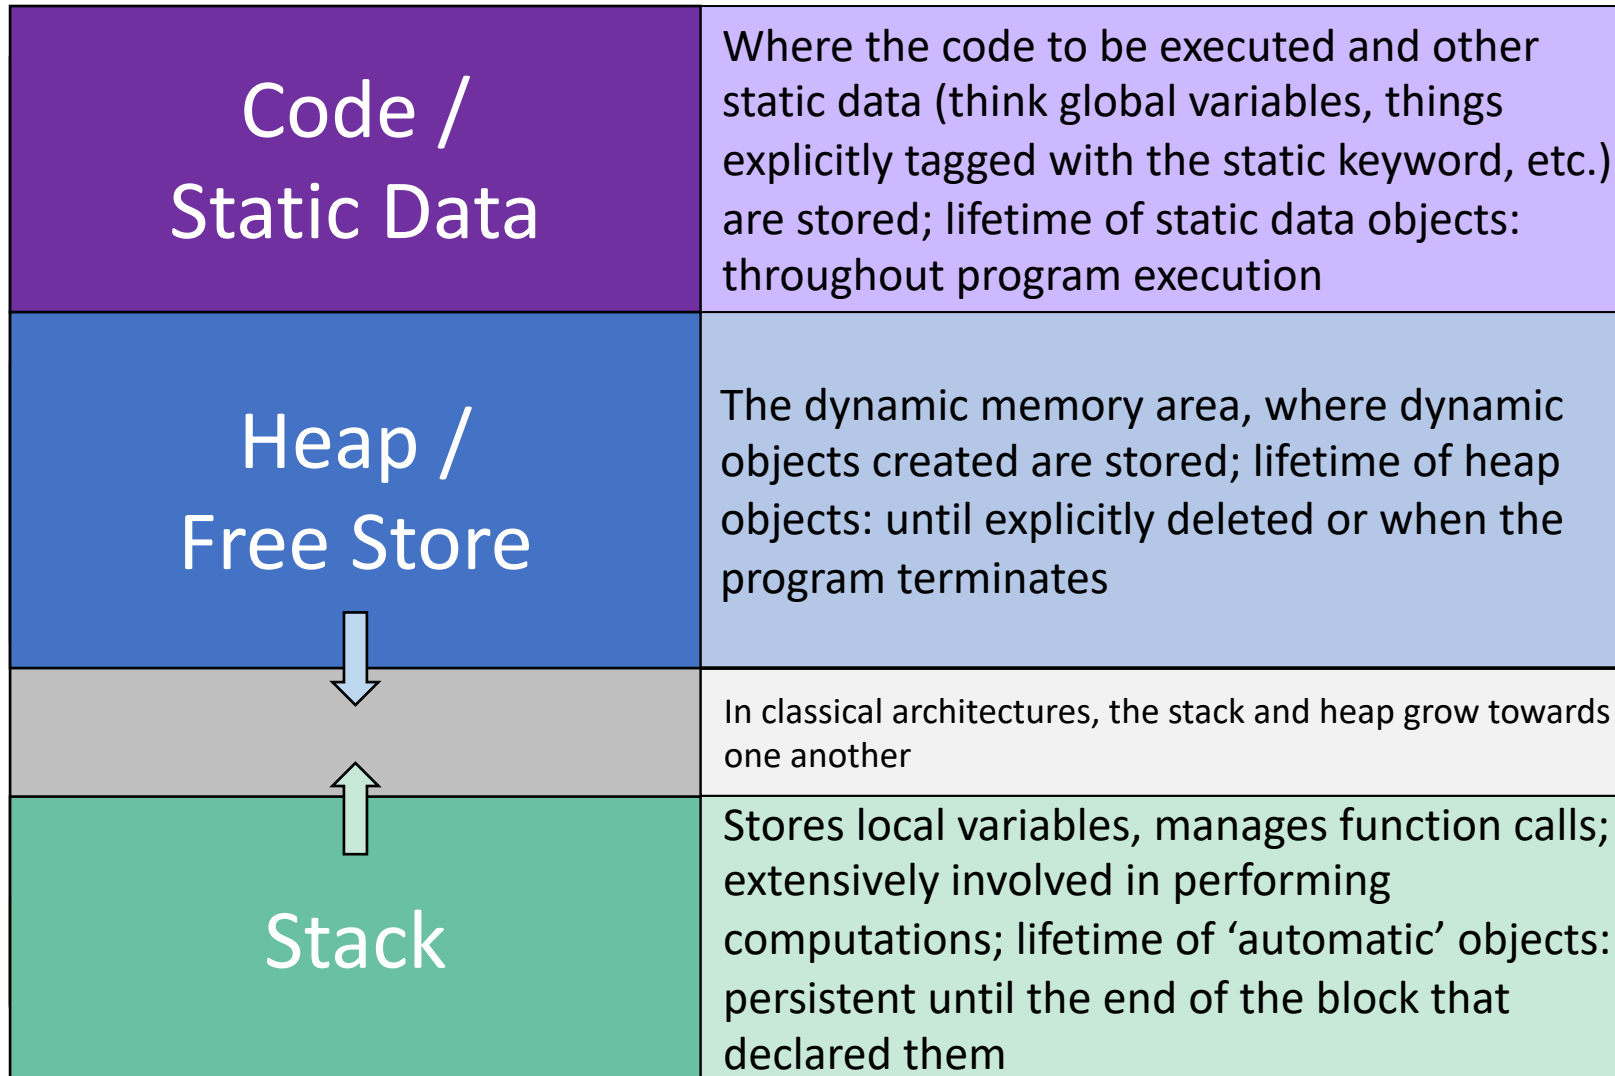 Code /
Static Data
Where the code to be executed and other
static data (think global variables, things
explicitly tagged with the static keyword, etc.)
are stored; lifetime of static data objects:
throughout program execution
Heap /
Free Store
The dynamic memory area, where dynamic
objects created are stored; lifetime of heap
objects: until explicitly deleted or when the
program terminates
In classical architectures, the stack and heap grow towards
one another
Stack
Stores local variables, manages function calls;
extensively involved in performing
computations; lifetime of ‘automatic’ objects:
persistent until the end of the block that
declared them